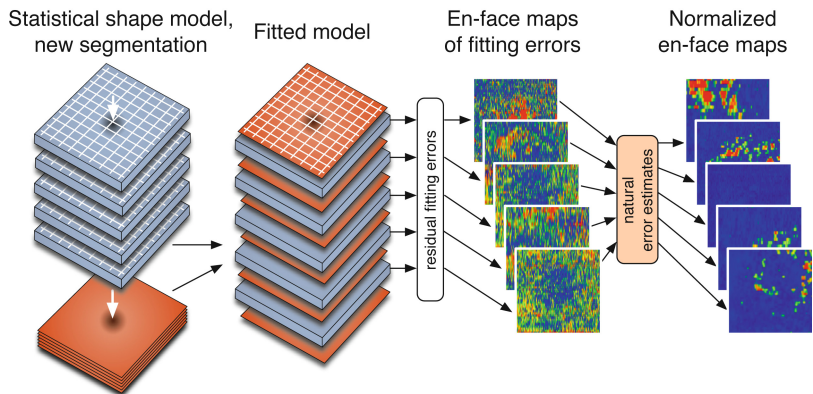 Statistical shape model,
new segmentation
Fitted model
En-face maps
of fitting errors
Normalized
en-face maps
residual fitting errors
natural
error estimates